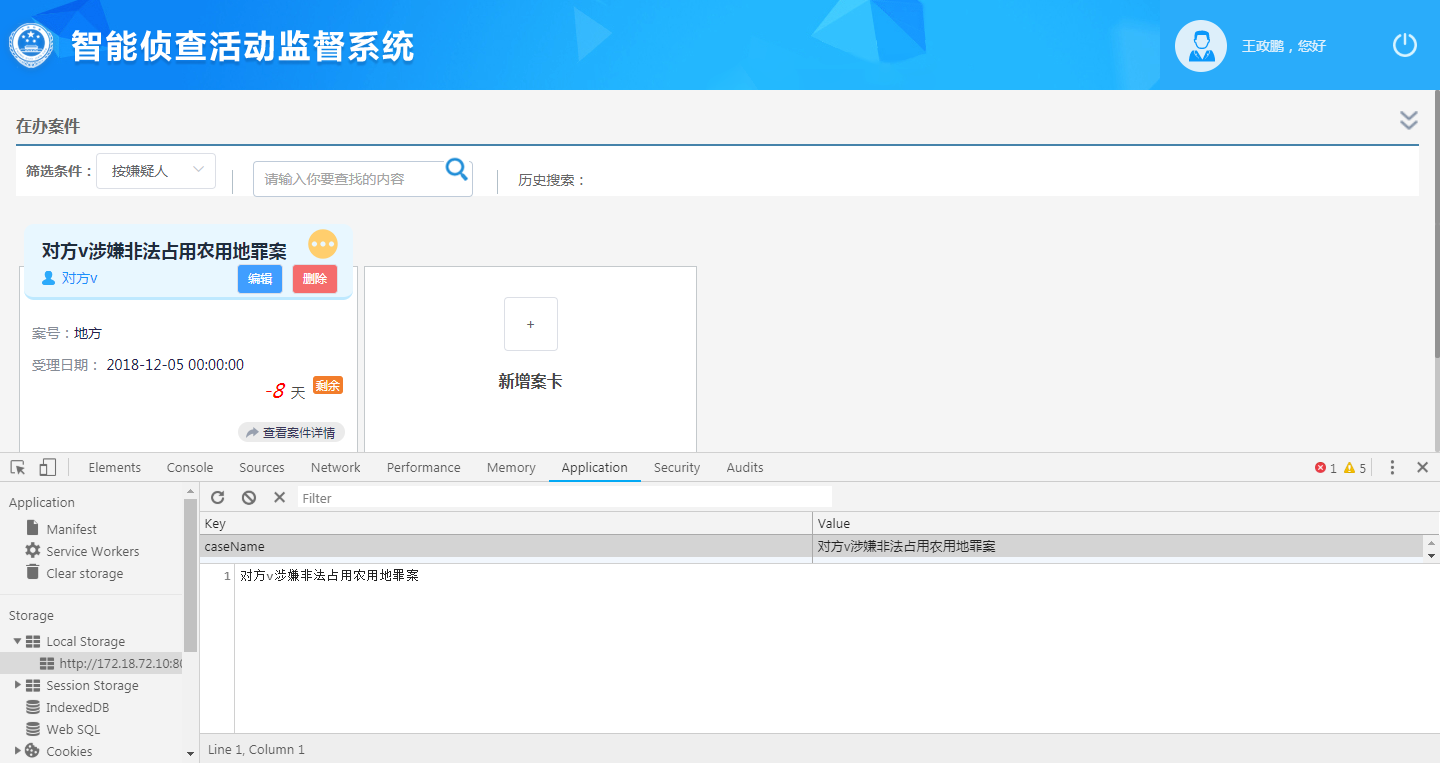 智能侦查活动监督系统
王政鹏，您好
在办案件
筛选条件： 按嫌疑人 请输入你要查找的内容 历史搜索：
对方v涉嫌非法占用农用地罪案
对方v 编辑 删除
案号：地方
受理日期： 2018-12-05 00:00:00
-8 天 剩余
查看案件详情
+
新增案卡
Elements Console Sources Network Performance Memory Application Security Audits 1 5
Application
Manifest
Service Workers
Clear storage
Storage
Local Storage
http://172.18.72.10:80
Session Storage
IndexedDB
Web SQL
Cookies
Filter
Key Value
caseName 对方v涉嫌非法占用农用地罪案
1 对方v涉嫌非法占用农用地罪案
Line 1, Column 1